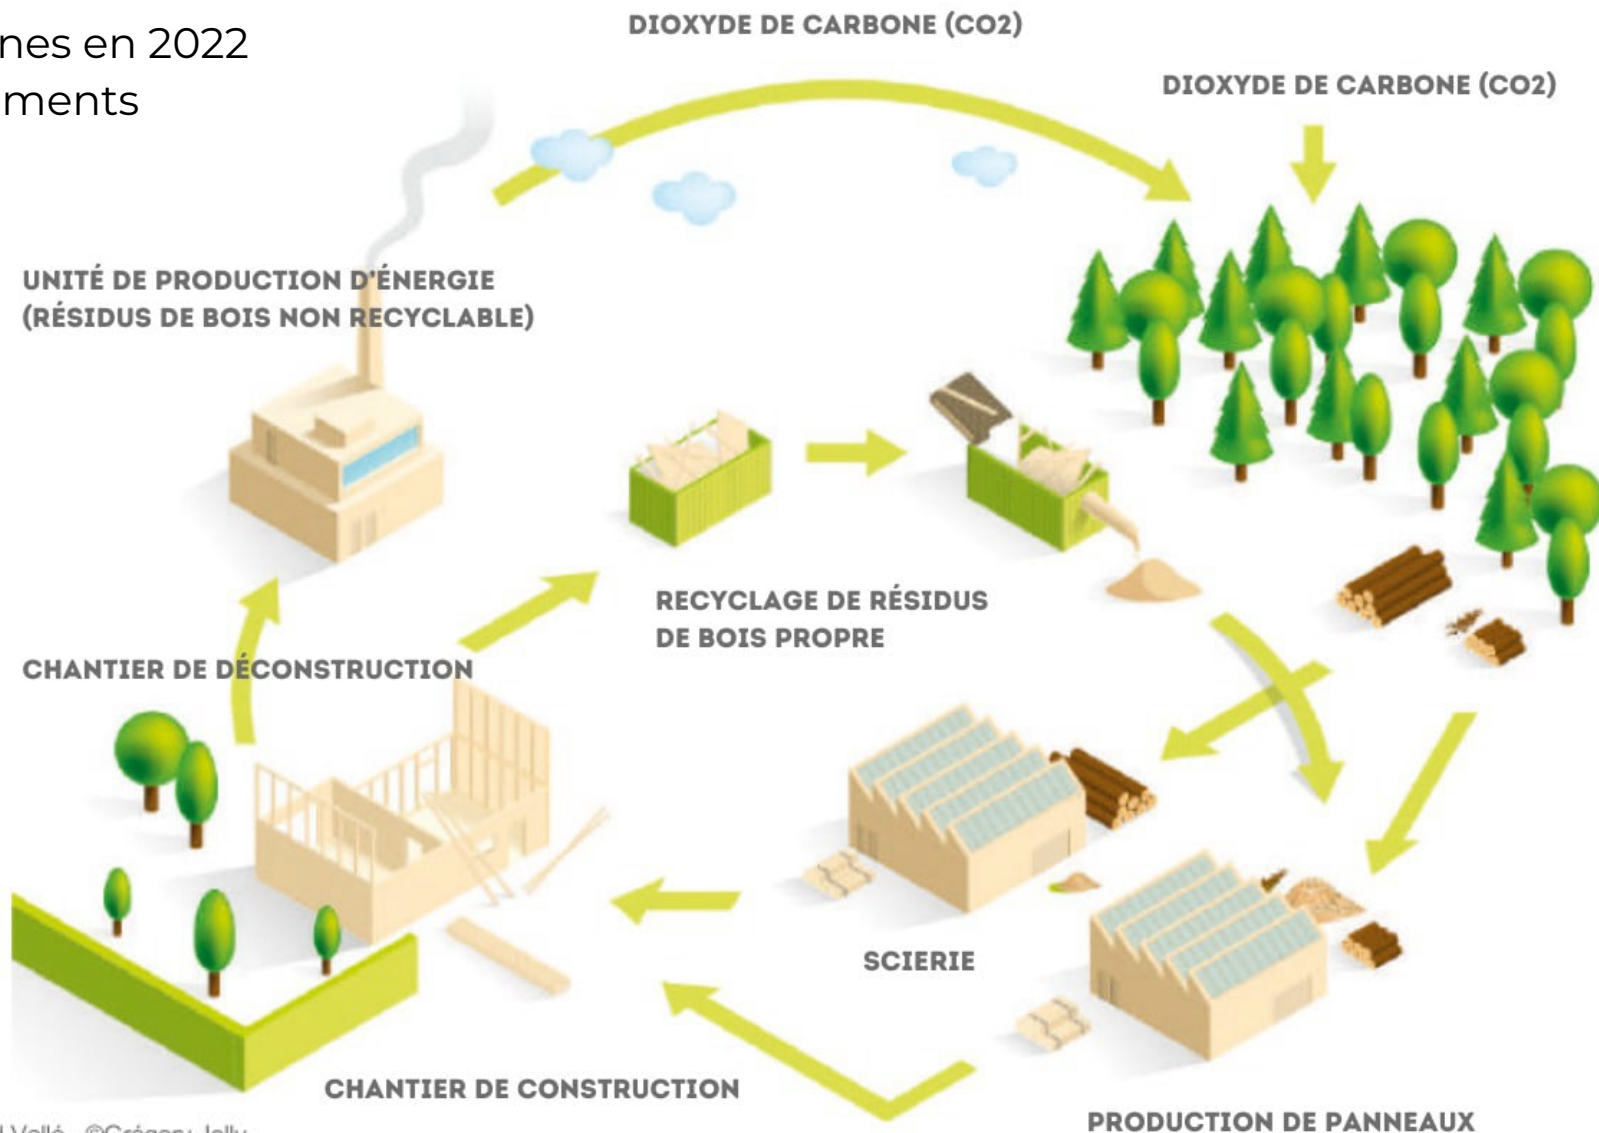 nes en 2022
ments
DIOXYDE DE CARBONE (CO2)
DIOXYDE DE CARBONE (CO2)
UNITÉ DE PRODUCTION D'ÉNERGIE
(RÉSIDUS DE BOIS NON RECYCLABLE)
RECYCLAGE DE RÉSIDUS
DE BOIS PROPRE
CHANTIER DE DÉCONSTRUCTION
SCIERIE
CHANTIER DE CONSTRUCTION
PRODUCTION DE PANNEAUX